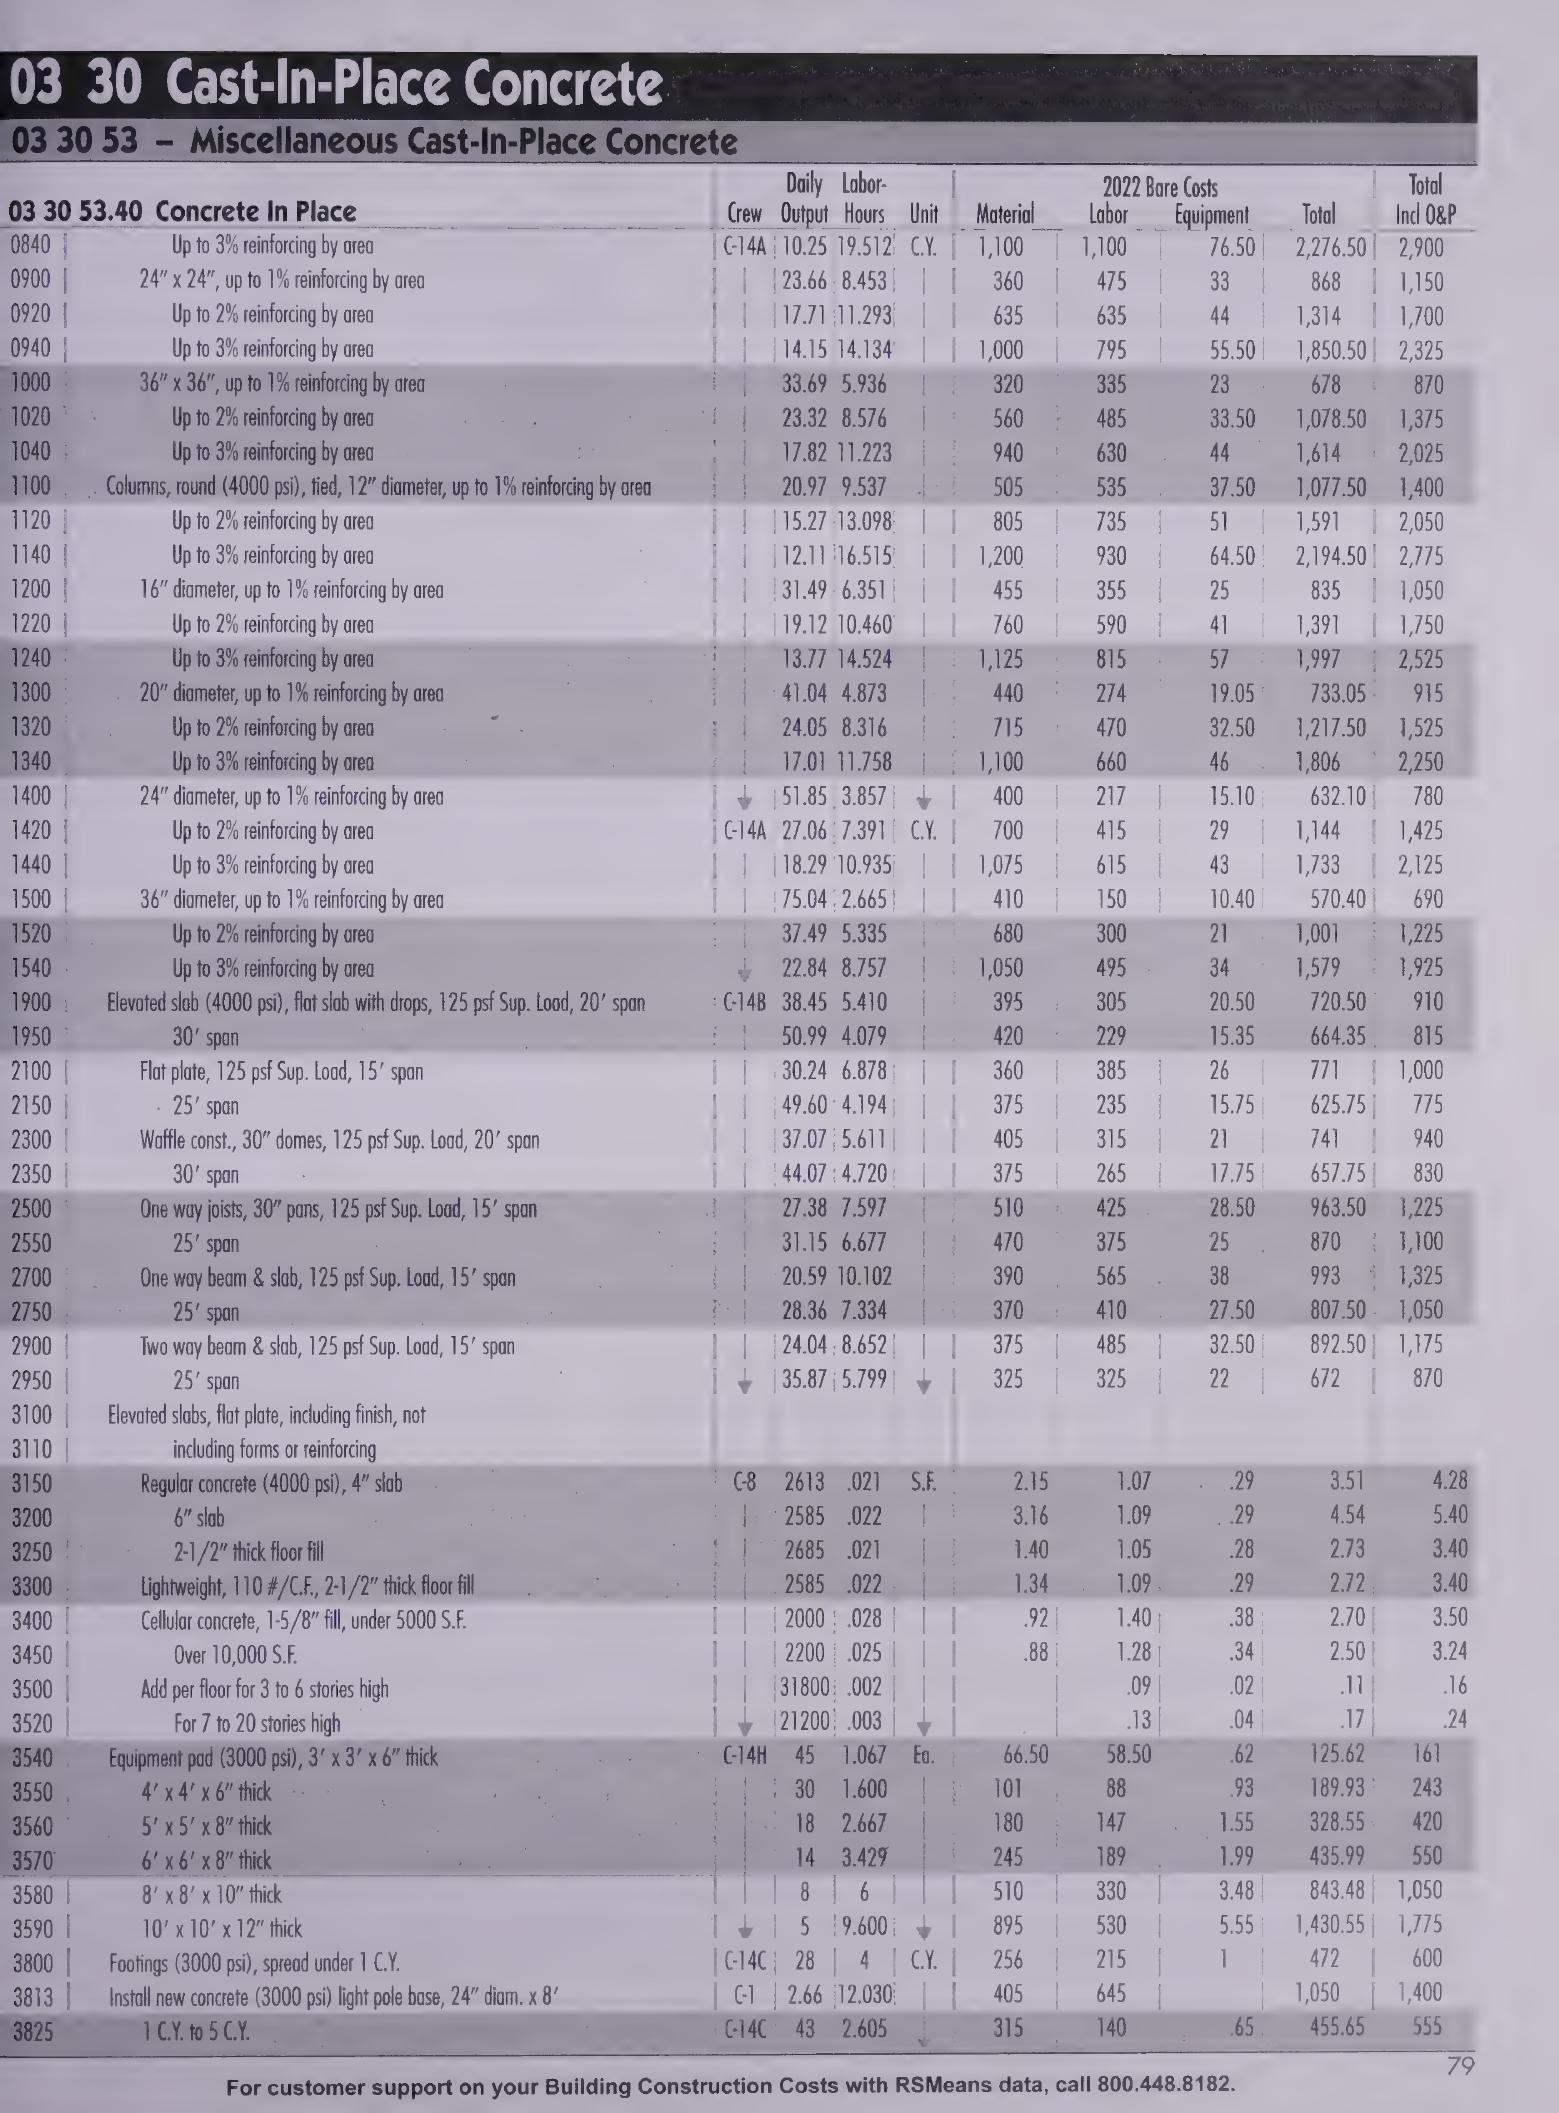 03 30 Cast-In-Place Concrete
03 30 53 – Miscellaneous Cast-In-Place Concrete
Daily Labor- 2022 Bare Costs Total
03 30 53.40 Concrete In Place Crew Output Hours Unit Material Labor Equipment Total Incl O&P
0840 Up to 3% reinforcing by area C-14A 10.25 19.512 C.Y. 1,100 1,100 76.50 2,276.50 2,900
0900 24" x 24", up to 1% reinforcing by area 23.66 8.453 360 475 33 868 1,150
0920 Up to 2% reinforcing by area 17.71 11.293 635 635 44 1,314 1,700
0940 Up to 3% reinforcing by area 14.15 14.134 1,000 795 55.50 1,850.50 2,325
1000 36" x 36", up to 1% reinforcing by area 33.69 5.936 320 335 23 678 870
1020 Up to 2% reinforcing by area 23.32 8.576 560 485 33.50 1,078.50 1,375
1040 Up to 3% reinforcing by area 17.82 11.223 940 630 44 1,614 2,025
1100 Columns, round (4000 psi), tied, 12" diameter, up to 1% reinforcing by area 20.97 9.537 505 535 37.50 1,077.50 1,400
1120 Up to 2% reinforcing by area 15.27 13.098 805 735 51 1,591 2,050
1140 Up to 3% reinforcing by area 12.11 16.515 1,200 930 64.50 2,194.50 2,775
1200 16" diameter, up to 1% reinforcing by area 31.49 6.351 455 355 25 835 1,050
1220 Up to 2% reinforcing by area 19.12 10.460 760 590 41 1,391 1,750
1240 Up to 3% reinforcing by area 13.77 14.524 1,125 815 57 1,997 2,525
1300 20" diameter, up to 1% reinforcing by area 41.04 4.873 440 274 19.05 733.05 915
1320 Up to 2% reinforcing by area 24.05 8.316 715 470 32.50 1,217.50 1,525
1340 Up to 3% reinforcing by area 17.01 11.758 1,100 660 46 1,806 2,250
1400 24" diameter, up to 1% reinforcing by area 51.85 3.857 400 217 15.10 632.10 780
1420 Up to 2% reinforcing by area C-14A 27.06 7.391 C.Y. 700 415 29 1,144 1,425
1440 Up to 3% reinforcing by area 18.29 10.935 1,075 615 43 1,733 2,125
1500 36" diameter, up to 1% reinforcing by area 75.04 2.665 410 150 10.40 570.40 690
1520 Up to 2% reinforcing by area 37.49 5.335 680 300 21 1,001 1,225
1540 Up to 3% reinforcing by area 22.84 8.757 1,050 495 34 1,579 1,925
1900 Elevated slab (4000 psi), flat slab with drops, 125 psf Sup. Load, 20' span C-14B 38.45 5.410 395 305 20.50 720.50 910
1950 30' span 50.99 4.079 420 229 15.35 664.35 815
2100 Flat plate, 125 psf Sup. Load, 15' span 30.24 6.878 360 385 26 771 1,000
2150 25' span 49.60 4.194 375 235 15.75 625.75 775
2300 Waffle const., 30" domes, 125 psf Sup. Load, 20' span 37.07 5.611 405 315 21 741 940
2350 30' span 44.07 4.720 375 265 17.75 657.75 830
2500 One way joists, 30" pans, 125 psf Sup. Load, 15' span 27.38 7.597 510 425 28.50 963.50 1,225
2550 25' span 31.15 6.677 470 375 25 870 1,100
2700 One way beam & slab, 125 psf Sup. Load, 15' span 20.59 10.102 390 565 38 993 1,325
2750 25' span 28.36 7.334 370 410 27.50 807.50 1,050
2900 Two way beam & slab, 125 psf Sup. Load, 15' span 24.04 8.652 375 485 32.50 892.50 1,175
2950 25' span 35.87 5.799 325 325 22 672 870
3100 Elevated slabs, flat plate, including finish, not
3110 including forms or reinforcing
3150 Regular concrete (4000 psi), 4" slab C-8 2613 .021 S.F. 2.15 1.07 .29 3.51 4.28
3200 6" slab 2585 .022 3.16 1.09 .29 4.54 5.40
3250 2-1/2" thick floor fill 2685 .021 1.40 1.05 .28 2.73 3.40
3300 Lightweight, 110 #/C.F., 2-1/2" thick floor fill 2585 .022 1.34 1.09 .29 2.72 3.40
3400 Cellular concrete, 1-5/8" fill, under 5000 S.F. 2000 .028 .92 1.40 .38 2.70 3.50
3450 Over 10,000 S.F. 2200 .025 .88 1.28 .34 2.50 3.24
3500 Add per floor for 3 to 6 stories high 31800 .002 .09 .02 .11 .16
3520 For 7 to 20 stories high 21200 .003 .13 .04 .17 .24
3540 Equipment pad (3000 psi), 3' x 3' x 6" thick C-14H 45 1.067 Ea. 66.50 58.50 .62 125.62 161
3550 4' x 4' x 6" thick 30 1.600 101 88 .93 189.93 243
3560 5' x 5' x 8" thick 18 2.667 180 147 1.55 328.55 420
3570 6' x 6' x 8" thick 14 3.429 245 189 1.99 435.99 550
3580 8' x 8' x 10" thick 8 6 510 330 3.48 843.48 1,050
3590 10' x 10' x 12" thick 5 9.600 895 530 5.55 1,430.55 1,775
3800 Footings (3000 psi), spread under 1 C.Y. C-14C 28 4 C.Y. 256 215 1 472 600
3813 Install new concrete (3000 psi) light pole base, 24" diam. x 8' C-1 2.66 12.030 405 645 1,050 1,400
3825 1 C.Y. to 5 C.Y. C-14C 43 2.605 315 140 .65 455.65 555
79
For customer support on your Building Construction Costs with RSMeans data, call 800.448.8182.